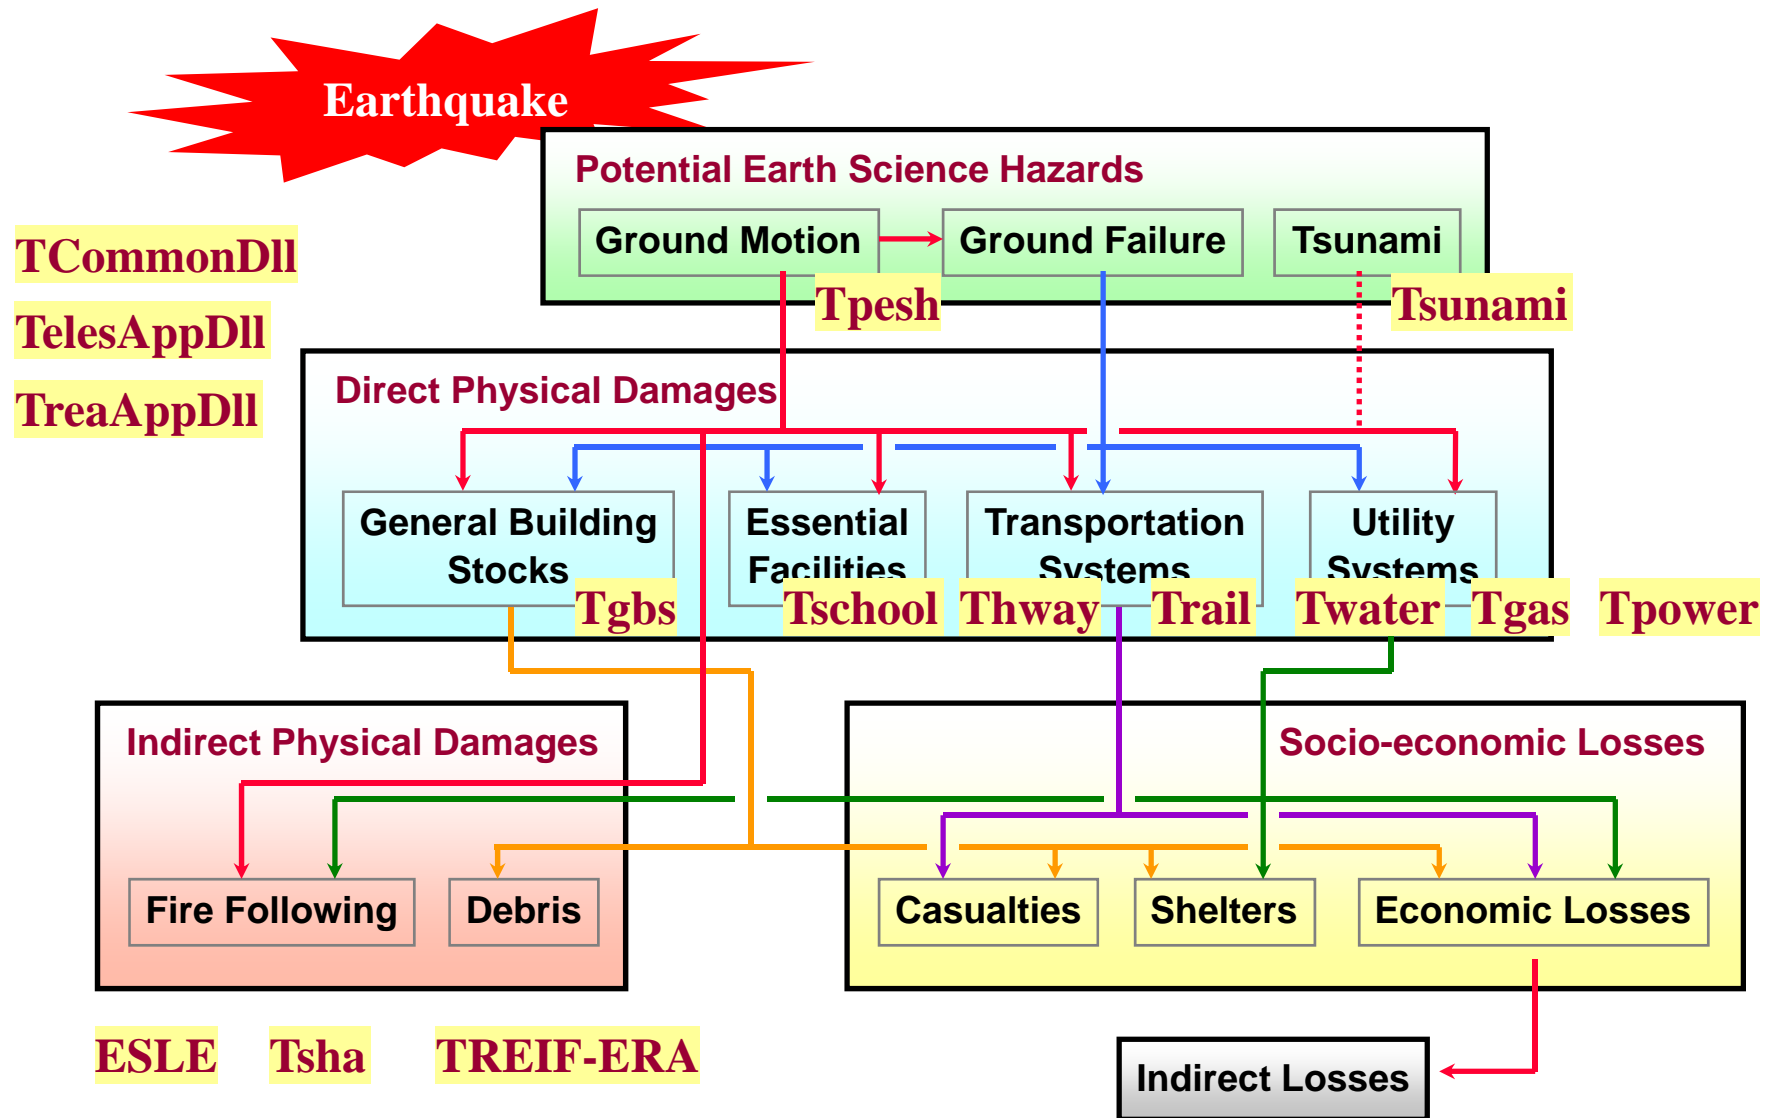 Earthquake
Potential Earth Science Hazards
Ground Motion
Ground Failure
Tsunami
TCommonDll
Tpesh
Tsunami
TelesAppDll
TreaAppDll
Direct Physical Damages
General Building
Stocks
Essential
Facilities
Transportation
Systems
Utility
Systems
Tgbs
Tschool
Thway
Trail
Twater
Tgas
Tpower
Indirect Physical Damages
Socio-economic Losses
Fire Following
Debris
Casualties
Shelters
Economic Losses
ESLE
Tsha
TREIF-ERA
Indirect Losses